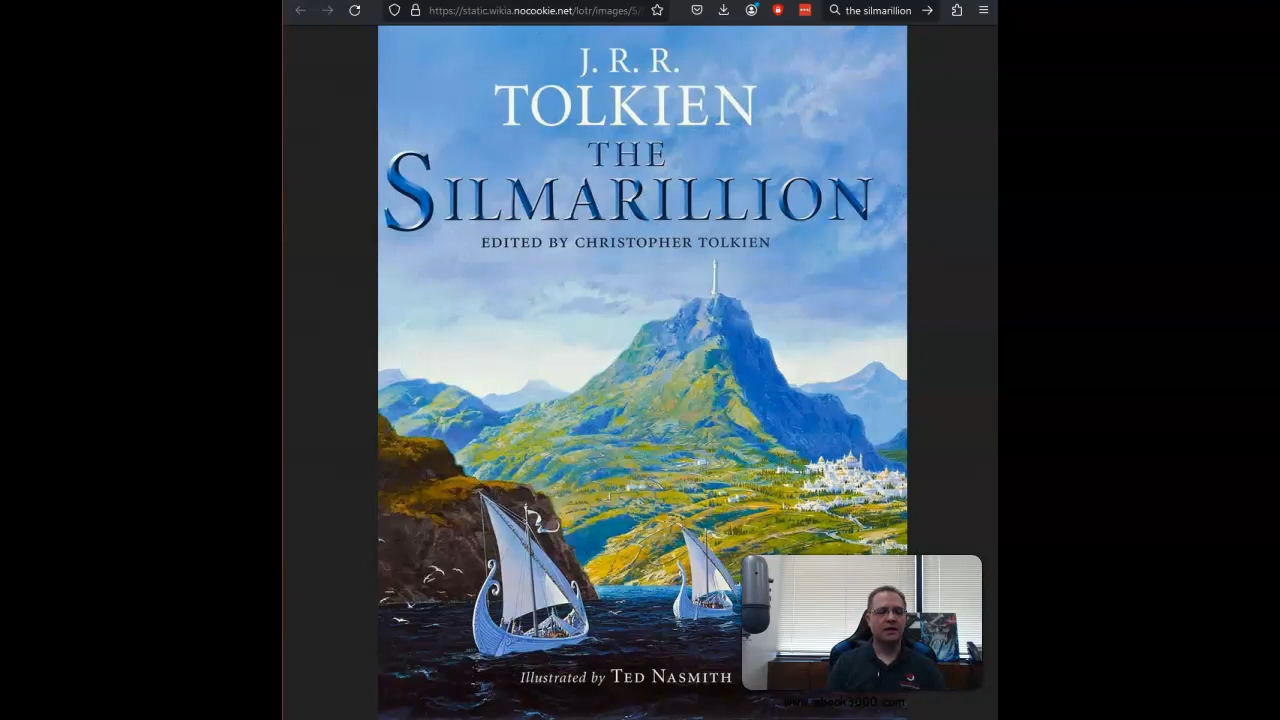 https://static.wikia.nocookie.net/lotr/images/5/
the silmarillion
J. R. R.
TOLKIEN
THE
SILMARILLION
EDITED BY CHRISTOPHER TOLKIEN
Illustrated by TED NASMITH